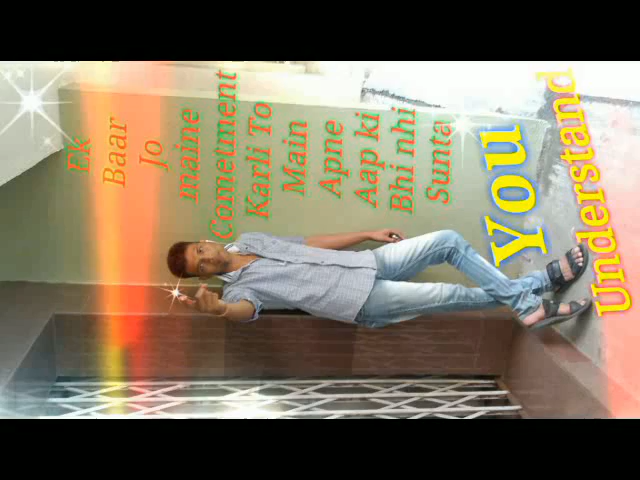 Ek
Baar
Jo
maine
Cometment
Karli To
Main
Apne
Aap ki
Bhi nhi
Sunta
You
Understand